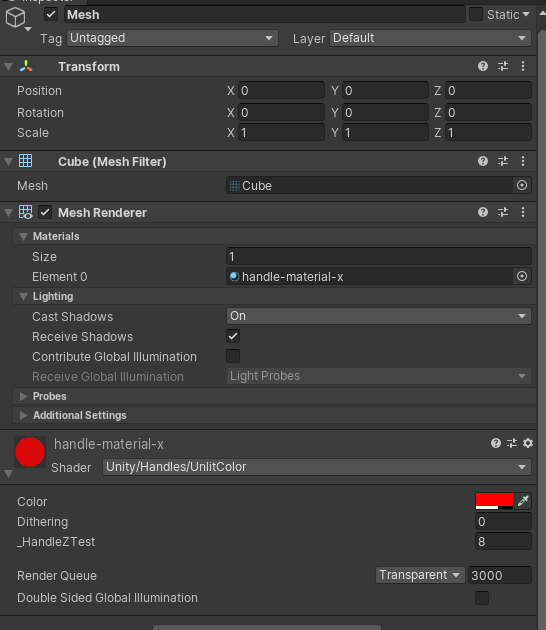 Mesh
Static
Tag Untagged Layer Default
Transform
Position X 0 Y 0 Z 0
Rotation X 0 Y 0 Z 0
Scale X 1 Y 1 Z 1
Cube (Mesh Filter)
Mesh Cube
Mesh Renderer
Materials
Size 1
Element 0 handle-material-x
Lighting
Cast Shadows On
Receive Shadows
Contribute Global Illumination
Receive Global Illumination Light Probes
Probes
Additional Settings
handle-material-x
Shader Unity/Handles/UnlitColor
Color
Dithering 0
_HandleZTest 8
Render Queue Transparent 3000
Double Sided Global Illumination